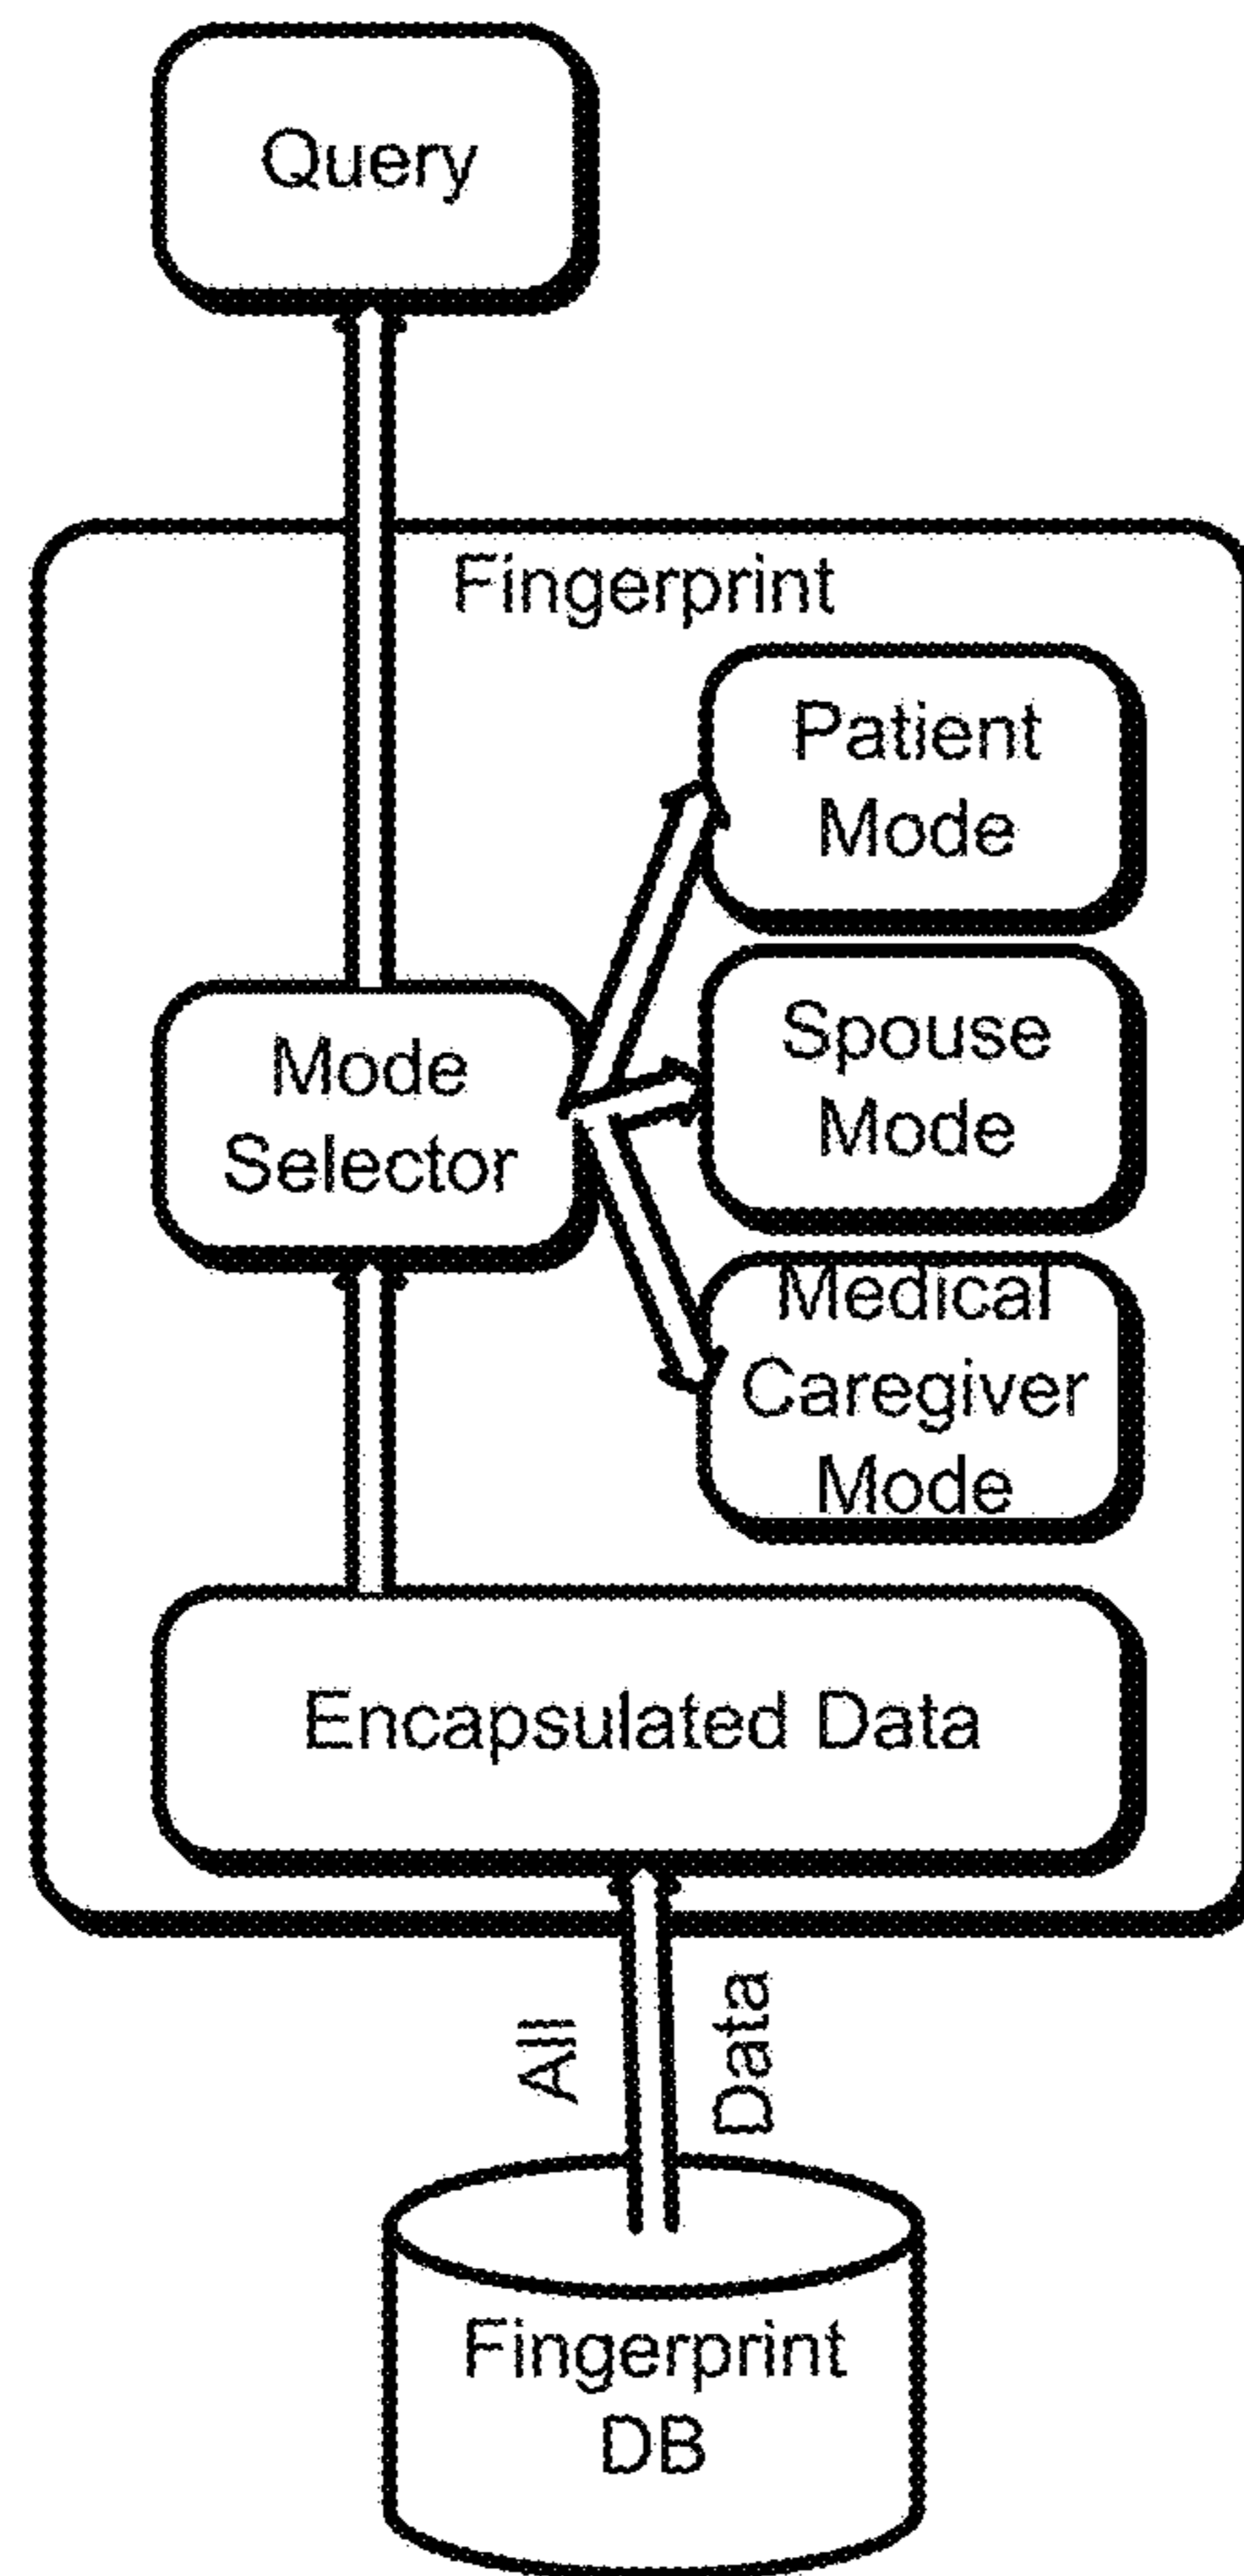 Query
Fingerprint
Patient
Mode
Spouse
Mode
Mode
Selector
Medical
Caregiver
Mode
Encapsulated Data
All
Data
Fingerprint
DB